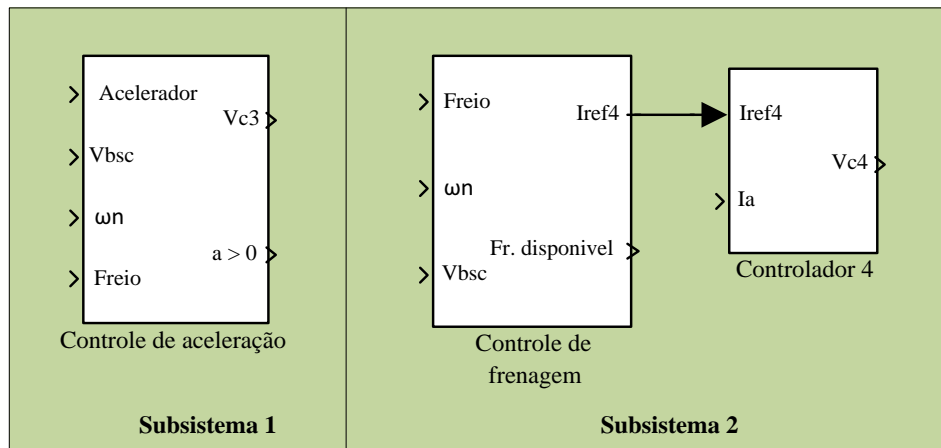 Acelerador
Vbsc
ωn
Freio
Vc3
a > 0
Controle de aceleração
Subsistema 1
Freio
ωn
Vbsc
Iref4
Fr. disponivel
Controle de
frenagem
Iref4
Ia
Vc4
Controlador 4
Subsistema 2